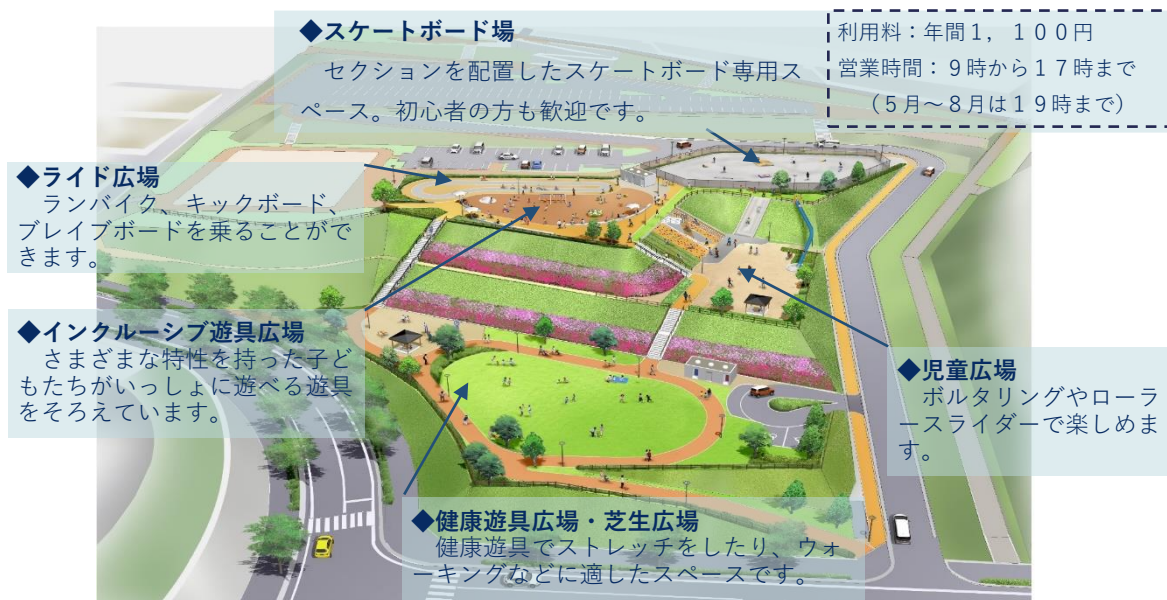 ◆スケートボード場
セクションを配置したスケートボード専用ス
ペース。初心者の方も歓迎です。
利用料：年間１，１００円
営業時間：９時から１７時まで
（５月～８月は１９時まで）
◆ライド広場
ランバイク、キックボード、
ブレイブボードを乗ることがで
きます。
◆インクルーシブ遊具広場
さまざまな特性を持った子ど
もたちがいっしょに遊べる遊具
をそろえています。
◆児童広場
ボルタリングやローラ
ースライダーで楽しめま
す。
◆健康遊具広場・芝生広場
健康遊具でストレッチをしたり、ウォ
ーキングなどに適したスペースです。